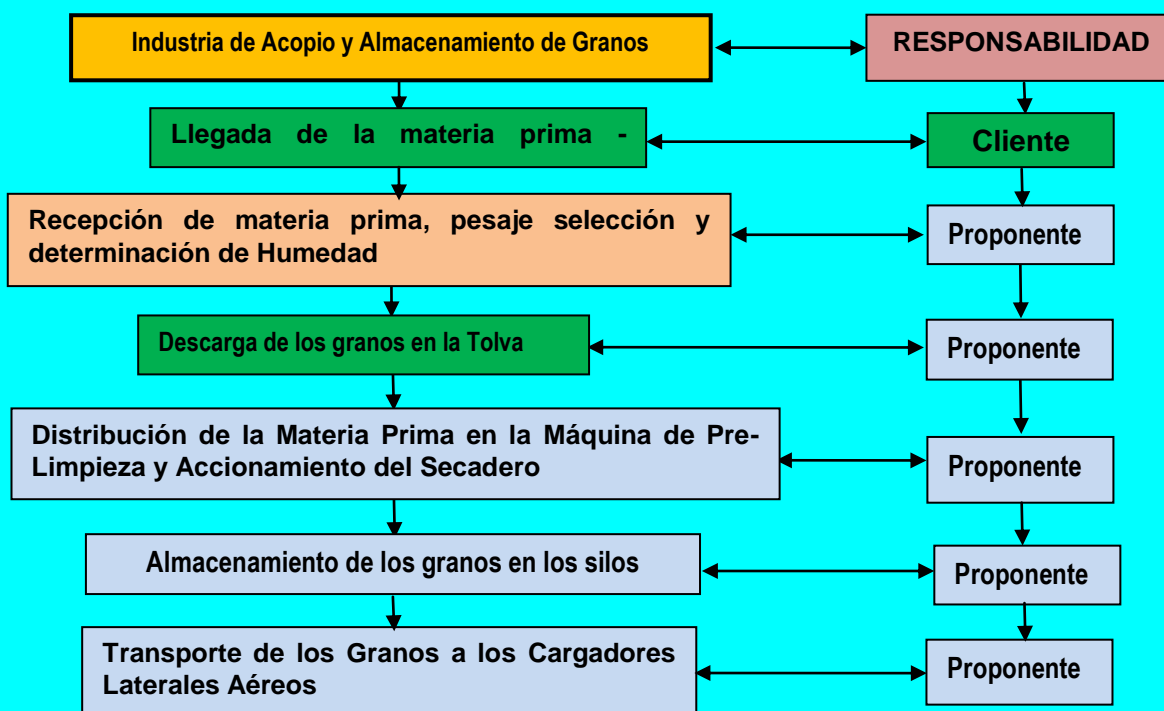 Industria de Acopio y Almacenamiento de Granos
RESPONSABILIDAD
Llegada de la materia prima -
Cliente
Recepción de materia prima, pesaje selección y
determinación de Humedad
Proponente
Descarga de los granos en la Tolva
Proponente
Distribución de la Materia Prima en la Máquina de Pre-
Limpieza y Accionamiento del Secadero
Proponente
Almacenamiento de los granos en los silos
Proponente
Transporte de los Granos a los Cargadores
Laterales Aéreos
Proponente